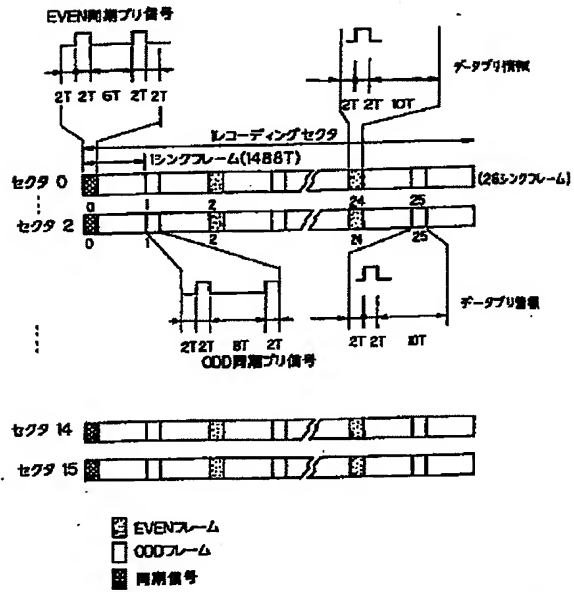 EVEN同期プリ信号
2T 2T 6T 2T 2T
データプリ情報
2T 2T 10T
1レコーディングセクタ
1シンクフレーム(1488T)
セクタ 0
(26シンクフレーム)
0 1 2 24 25
セクタ 2
0 1 2 24 25
2T 2T 8T 2T
ODD同期プリ信号
データプリ情報
2T 2T 10T
セクタ 14
セクタ 15
EVENフレーム
ODDフレーム
同期信号